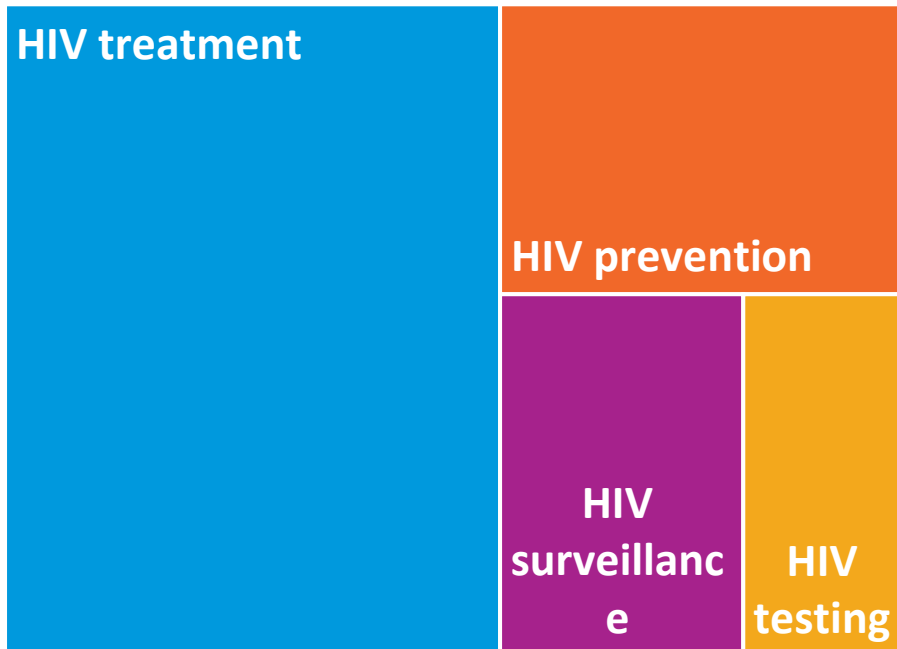 HIV treatment
HIV prevention
HIV
surveillanc
e
HIV
testing